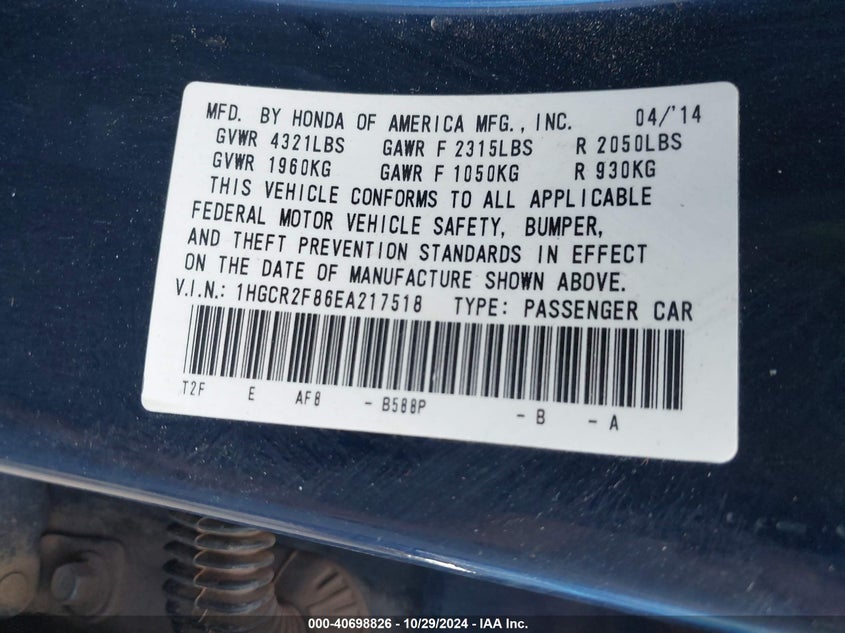 MFD. BY HONDA OF AMERICA MFG., INC. 04/'14
GVWR 4321LBS GAWR F 2315LBS R 2050LBS
GVWR 1960KG GAWR F 1050KG R 930KG
THIS VEHICLE CONFORMS TO ALL APPLICABLE
FEDERAL MOTOR VEHICLE SAFETY, BUMPER,
AND THEFT PREVENTION STANDARDS IN EFFECT
ON THE DATE OF MANUFACTURE SHOWN ABOVE.
V.I.N.: 1HGCR2F86EA217518 TYPE: PASSENGER CAR
T2F E AF8 - B588P - B - A
000-40698826 - 10/29/2024 - IAA Inc.